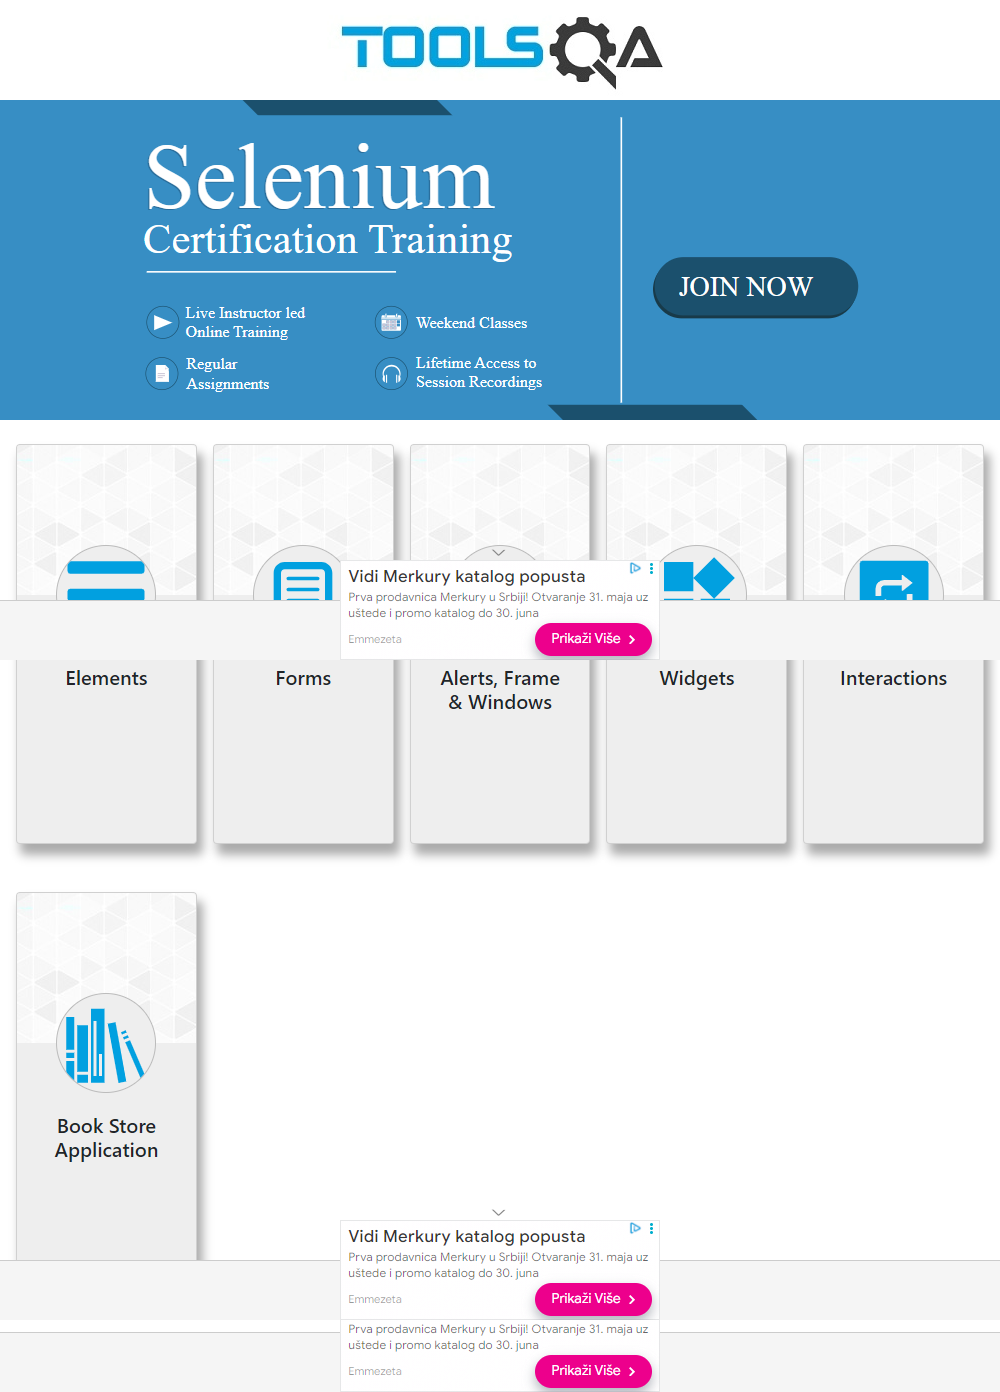 TOOLSQA
Selenium
Certification Training
JOIN NOW
Live Instructor led
Online Training
Weekend Classes
Regular
Assignments
Lifetime Access to
Session Recordings
Vidi Merkury katalog popusta
Prva prodavnica Merkury u Srbiji! Otvaranje 31. maja uz
uštede i promo katalog do 30. juna
Emmezeta
Prikaži Više
Elements
Forms
Alerts, Frame
& Windows
Widgets
Interactions
Book Store
Application
Vidi Merkury katalog popusta
Prva prodavnica Merkury u Srbiji! Otvaranje 31. maja uz
uštede i promo katalog do 30. juna
Emmezeta
Prikaži Više
Prva prodavnica Merkury u Srbiji! Otvaranje 31. maja uz
uštede i promo katalog do 30. juna
Emmezeta
Prikaži Više